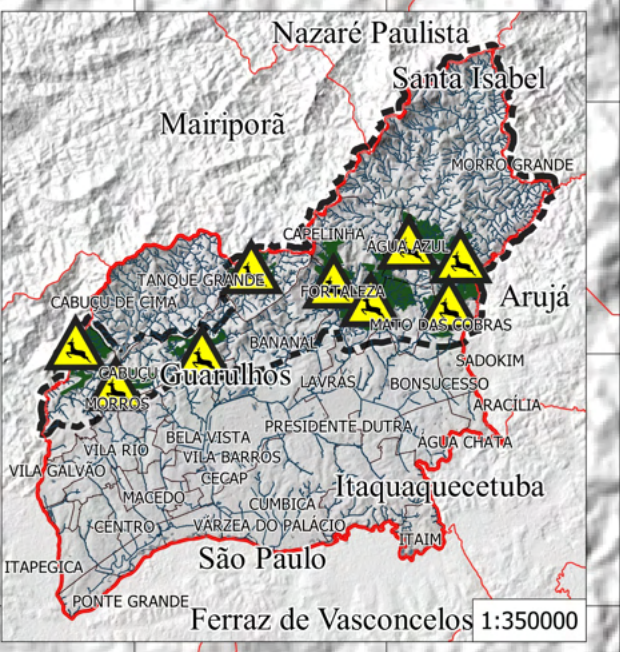 Nazaré Paulista
Santa Isabel
Mairiporã
MORRO GRANDE
CAPELINHA
ÁGUA AZUL
TANQUE GRANDE
FORTALEZA
Arujá
CABUÇU DE CIMA
MATO DAS COBRAS
BANANAL
SADOKIM
CABUÇU
Guarulhos
LAVRAS
BONSUCESSO
MORROS
ARACÍLIA
PRESIDENTE DUTRA
BELA VISTA
ÁGUA CHATA
VILA RIO
VILA BARROS
VILA GALVÃO
CECAP
Itaquaquecetuba
MACEDO
CUMBICA
CENTRO
VÁRZEA DO PALÁCIO
ITAIM
São Paulo
ITAPEGICA
PONTE GRANDE
Ferraz de Vasconcelos
1:350000